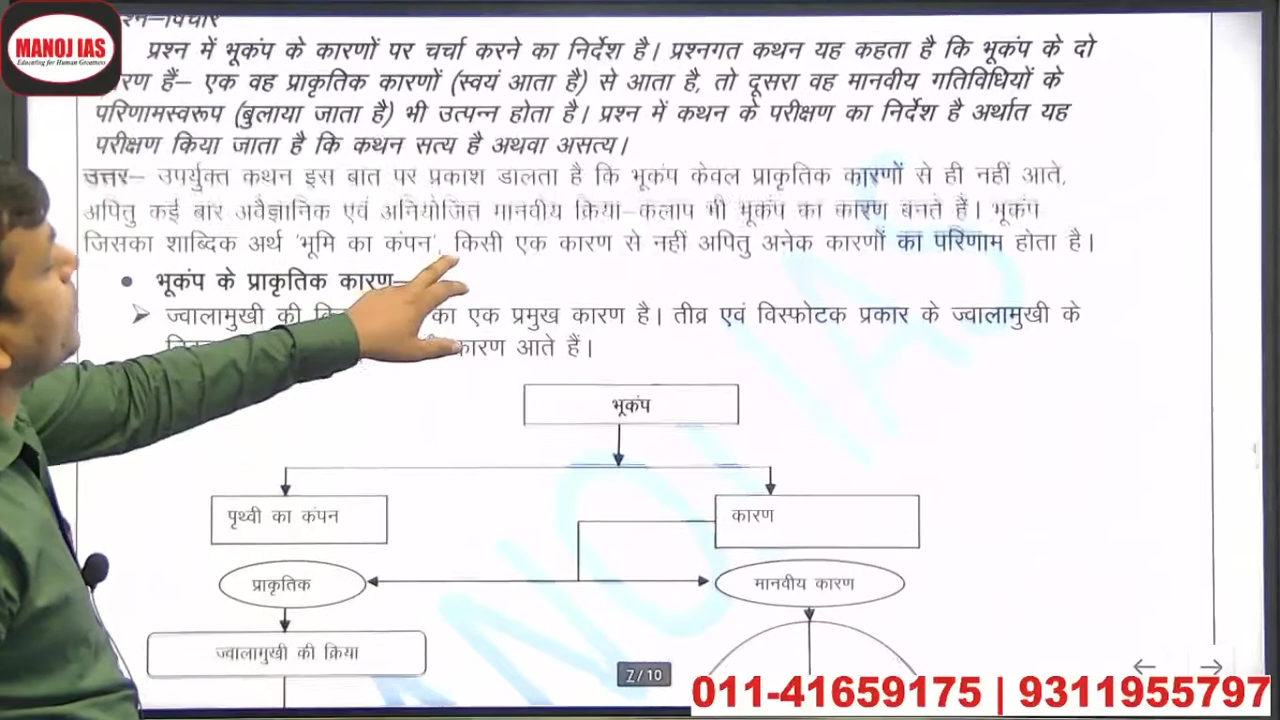 MANOJ IAS
Educating for Human Greatness
प्रश्न में भूकंप के कारणों पर चर्चा करने का निर्देश है। प्रश्नगत कथन यह कहता है कि भूकंप के दो
हैं– एक वह प्राकृतिक कारणों (स्वयं आता है) से आता है, तो दूसरा वह मानवीय गतिविधियों के
परिणामस्वरूप (बुलाया जाता है) भी उत्पन्न होता है। प्रश्न में कथन के परीक्षण का निर्देश है अर्थात यह
परीक्षण किया जाता है कि कथन सत्य है अथवा असत्य।
उत्तर– उपर्युक्त कथन इस बात पर प्रकाश डालता है कि भूकंप केवल प्राकृतिक कारणों से ही नहीं आते,
अपितु कई बार अवैज्ञानिक एवं अनियोजित मानवीय क्रिया–कलाप भी भूकंप का कारण बनते हैं। भूकंप
जिसका शाब्दिक अर्थ 'भूमि का कंपन', किसी एक कारण से नहीं अपितु अनेक कारणों का परिणाम होता है।
• भूकंप के प्राकृतिक कारण–
➢ ज्वालामुखी की का एक प्रमुख कारण है। तीव्र एवं विस्फोटक प्रकार के ज्वालामुखी के
कारण आते हैं।
भूकंप
पृथ्वी का कंपन
कारण
प्राकृतिक
मानवीय कारण
ज्वालामुखी की क्रिया
7/10
011-41659175 | 9311955797